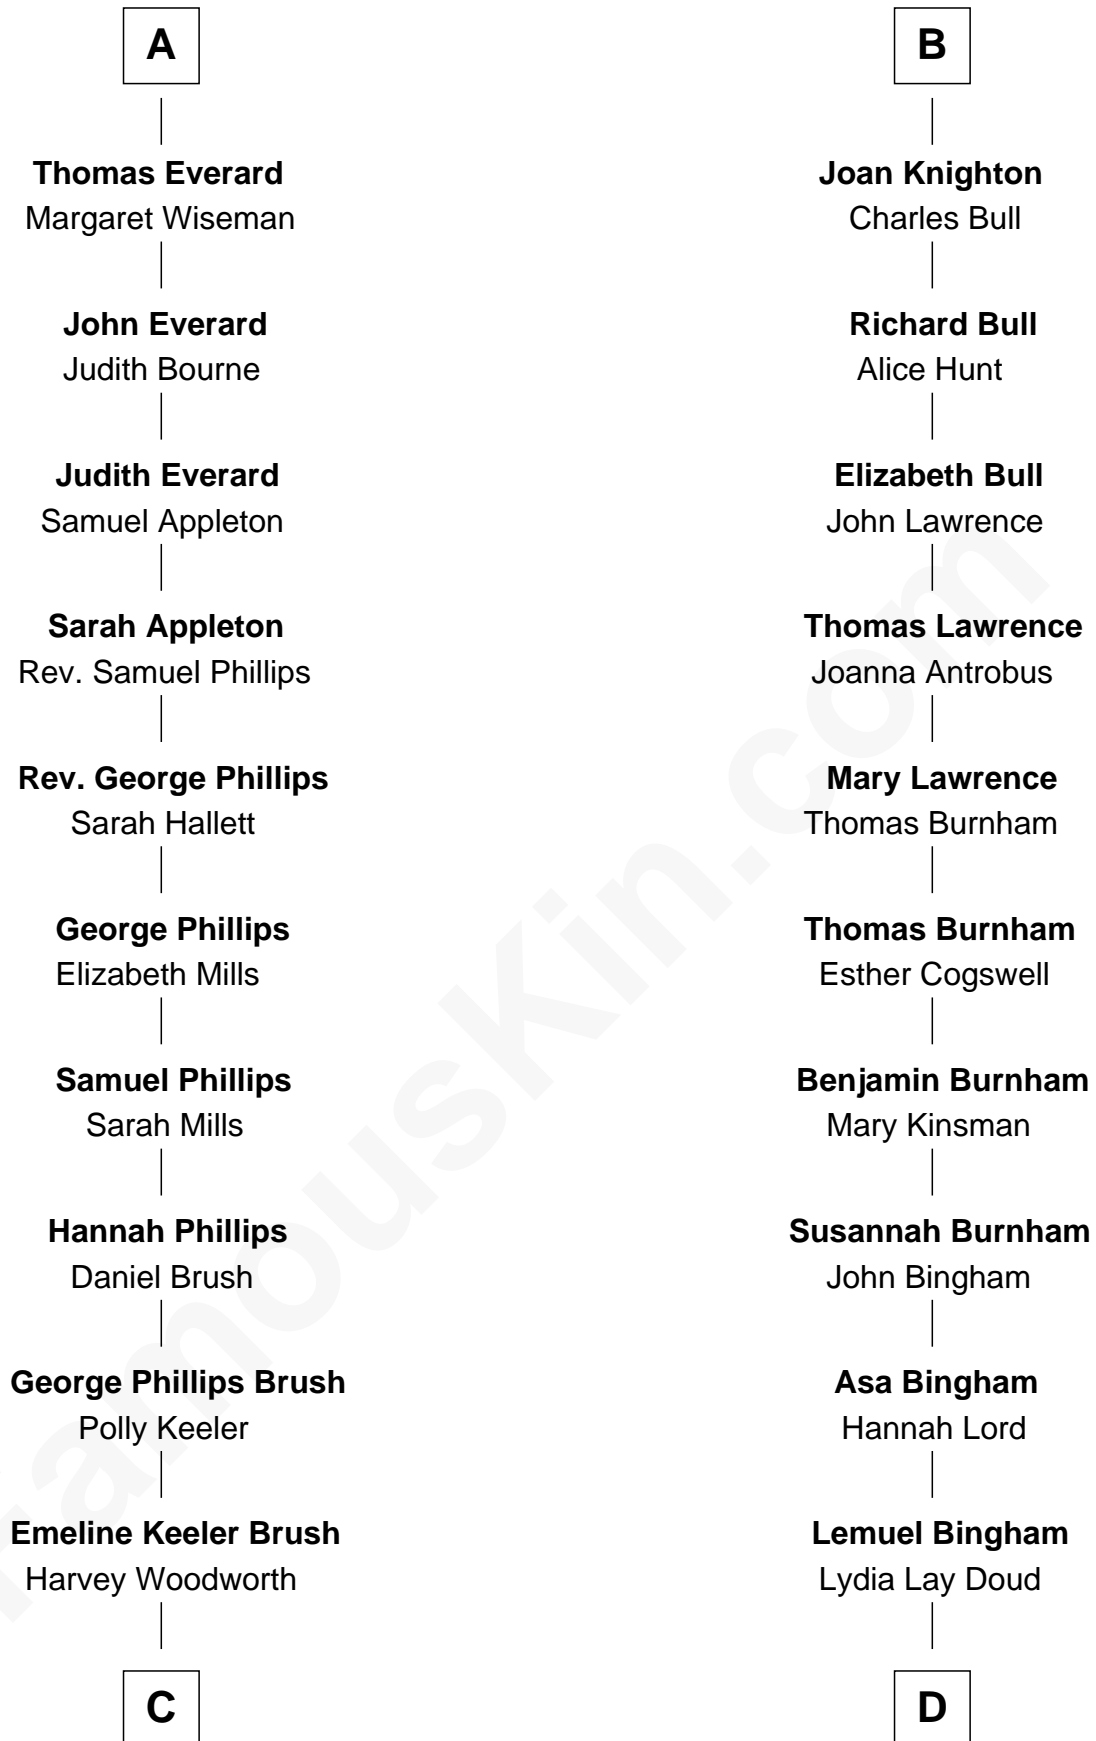 A
Thomas Everard
Margaret Wiseman
John Everard
Judith Bourne
Judith Everard
Samuel Appleton
Sarah Appleton
Rev. Samuel Phillips
Rev. George Phillips
Sarah Hallett
George Phillips
Elizabeth Mills
Samuel Phillips
Sarah Mills
Hannah Phillips
Daniel Brush
George Phillips Brush
Polly Keeler
Emeline Keeler Brush
Harvey Woodworth
C
B
Joan Knighton
Charles Bull
Richard Bull
Alice Hunt
Elizabeth Bull
John Lawrence
Thomas Lawrence
Joanna Antrobus
Mary Lawrence
Thomas Burnham
Thomas Burnham
Esther Cogswell
Benjamin Burnham
Mary Kinsman
Susannah Burnham
John Bingham
Asa Bingham
Hannah Lord
Lemuel Bingham
Lydia Lay Doud
D
FamousKin.com